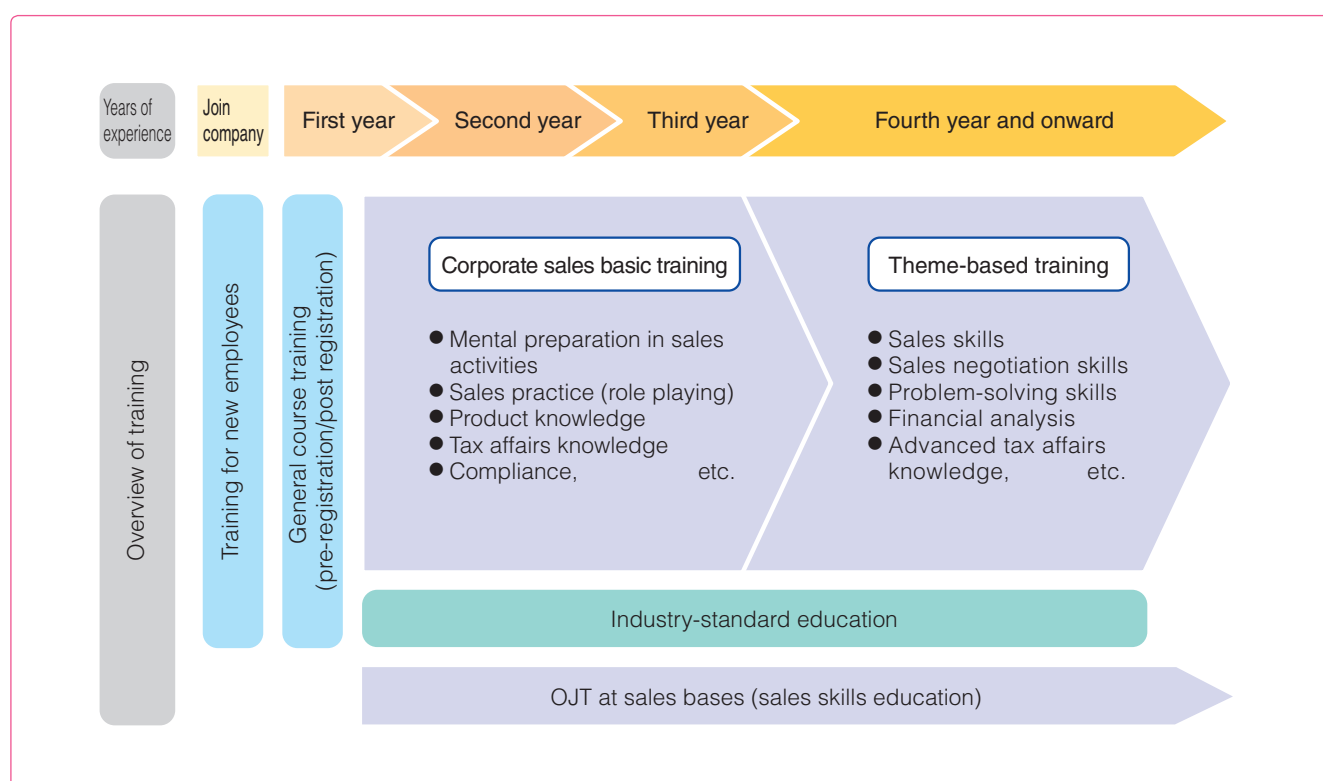 Years of
experience
Join
company
First year
Second year
Third year
Fourth year and onward
Overview of training
Training for new employees
General course training
(pre-registration/post registration)
Corporate sales basic training
● Mental preparation in sales
activities
● Sales practice (role playing)
● Product knowledge
● Tax affairs knowledge
● Compliance, etc.
Theme-based training
● Sales skills
● Sales negotiation skills
● Problem-solving skills
● Financial analysis
● Advanced tax affairs
knowledge, etc.
Industry-standard education
OJT at sales bases (sales skills education)